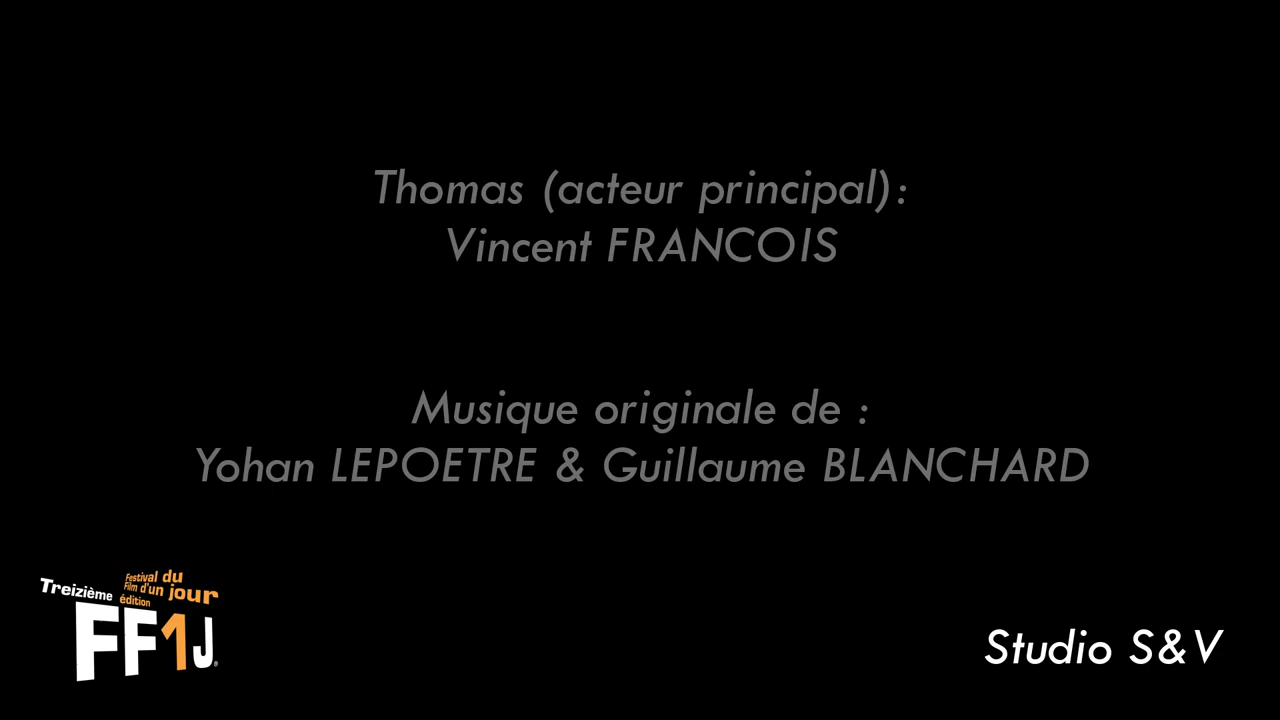 Thomas (acteur principal) :
Vincent FRANCOIS
Musique originale de :
Yohan LEPOETRE & Guillaume BLANCHARD
Treizième
édition
Festival du
Film d'un jour
FF1J®
Studio S&V